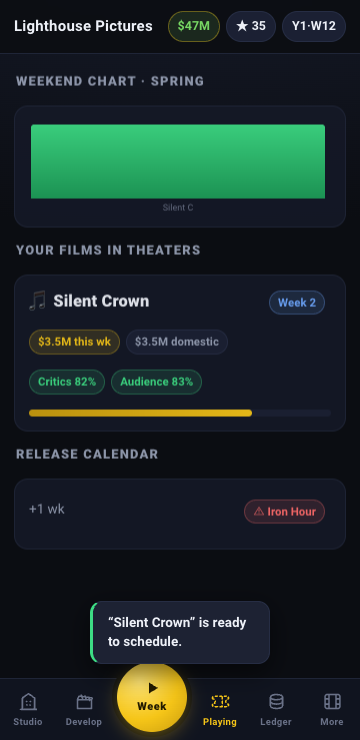 Lighthouse Pictures $47M ★ 35 Y1·W12
WEEKEND CHART · SPRING
Silent C
YOUR FILMS IN THEATERS
🎵 Silent Crown Week 2
$3.5M this wk $3.5M domestic
Critics 82% Audience 83%
RELEASE CALENDAR
+1 wk ⚠ Iron Hour
“Silent Crown” is ready
to schedule.
Week
Studio Develop Playing Ledger More